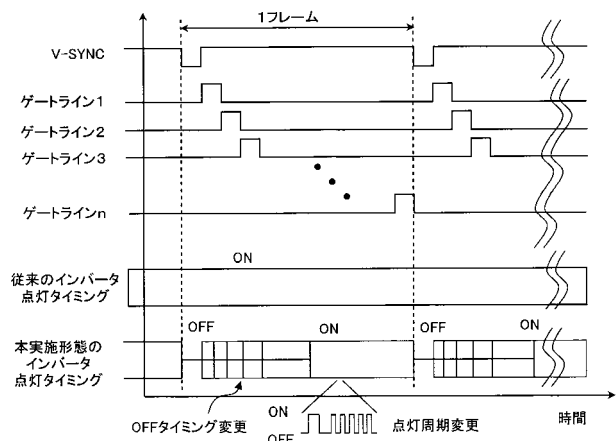 1フレーム
V-SYNC
ゲートライン1
ゲートライン2
ゲートライン3
ゲートラインn
ON
従来のインバータ
点灯タイミング
OFF
ON
OFF
ON
本実施形態の
インバータ
点灯タイミング
OFFタイミング変更
ON
OFF
点灯周期変更
時間